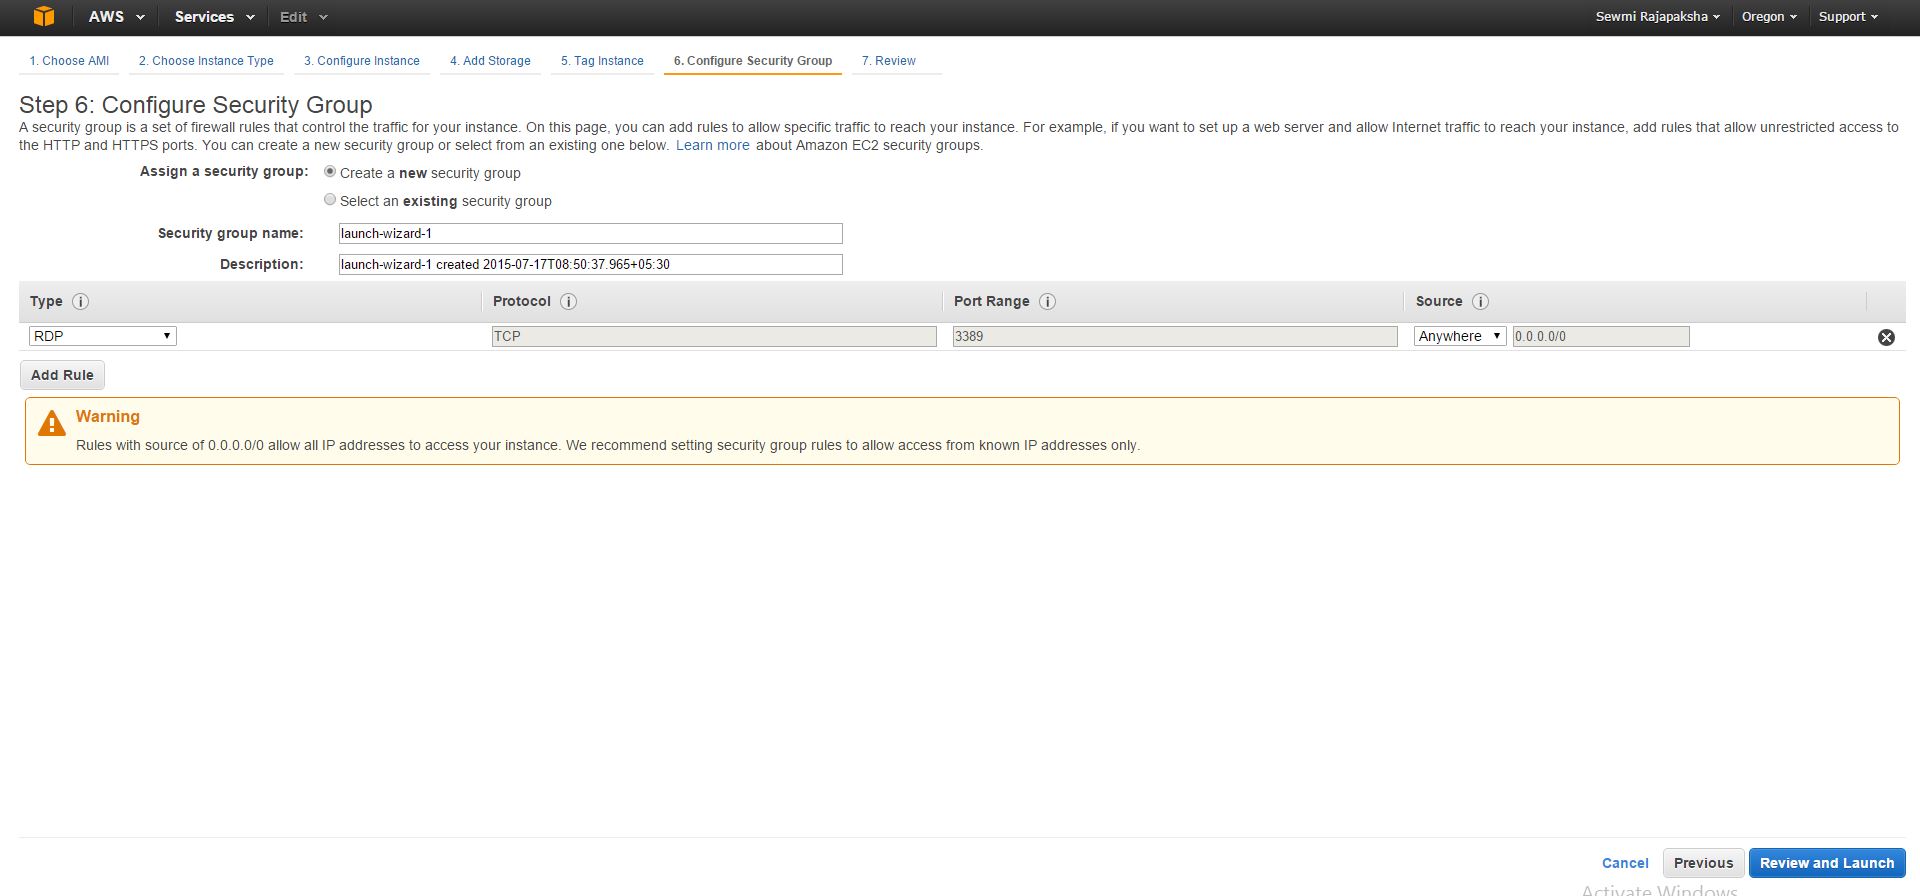 AWS Services Edit Sewmi Rajapaksha Oregon Support
1. Choose AMI 2. Choose Instance Type 3. Configure Instance 4. Add Storage 5. Tag Instance 6. Configure Security Group 7. Review
Step 6: Configure Security Group
A security group is a set of firewall rules that control the traffic for your instance. On this page, you can add rules to allow specific traffic to reach your instance. For example, if you want to set up a web server and allow Internet traffic to reach your instance, add rules that allow unrestricted access to
the HTTP and HTTPS ports. You can create a new security group or select from an existing one below. Learn more about Amazon EC2 security groups.
Assign a security group: Create a new security group
Select an existing security group
Security group name: launch-wizard-1
Description: launch-wizard-1 created 2015-07-17T08:50:37.965+05:30
Type Protocol Port Range Source
RDP TCP 3389 Anywhere 0.0.0.0/0
Add Rule
Warning
Rules with source of 0.0.0.0/0 allow all IP addresses to access your instance. We recommend setting security group rules to allow access from known IP addresses only.
Cancel Previous Review and Launch
Activate Windows